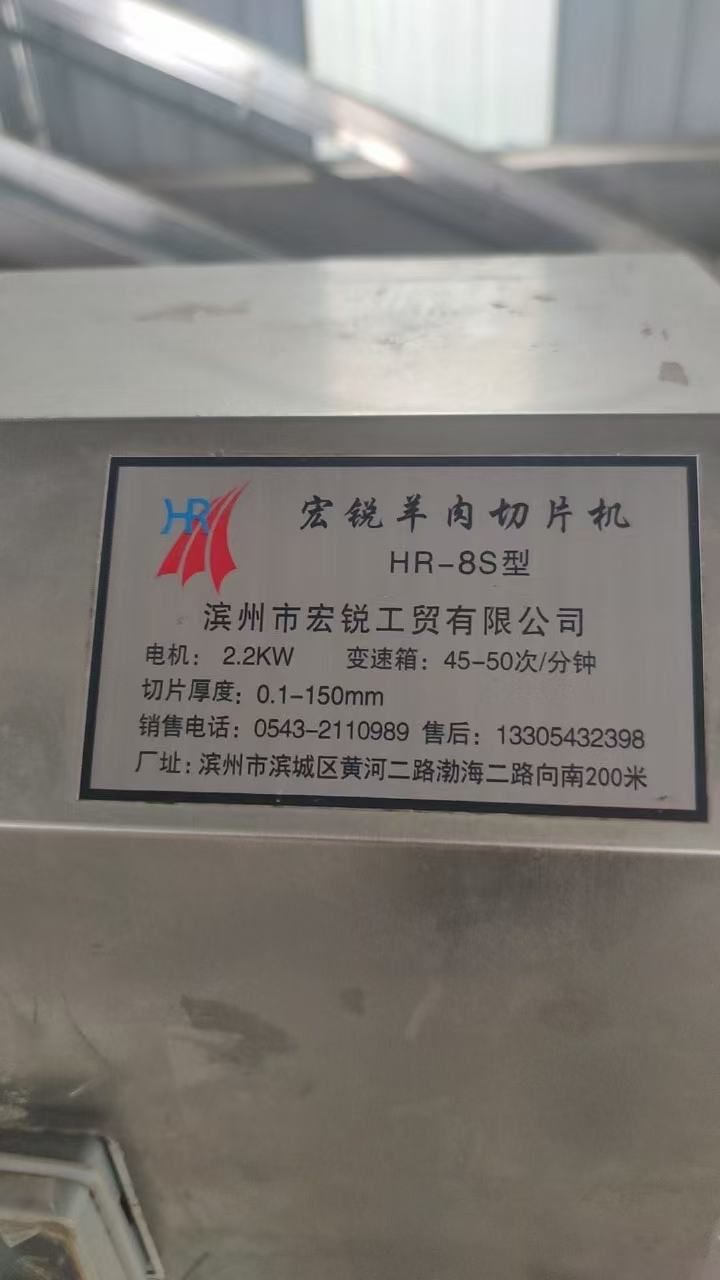 HR
宏锐羊肉切片机
HR-8S型
滨州市宏锐工贸有限公司
电机：2.2KW 变速箱：45-50次/分钟
切片厚度：0.1-150mm
销售电话：0543-2110989 售后：13305432398
厂址：滨州市滨城区黄河二路渤海二路向南200米